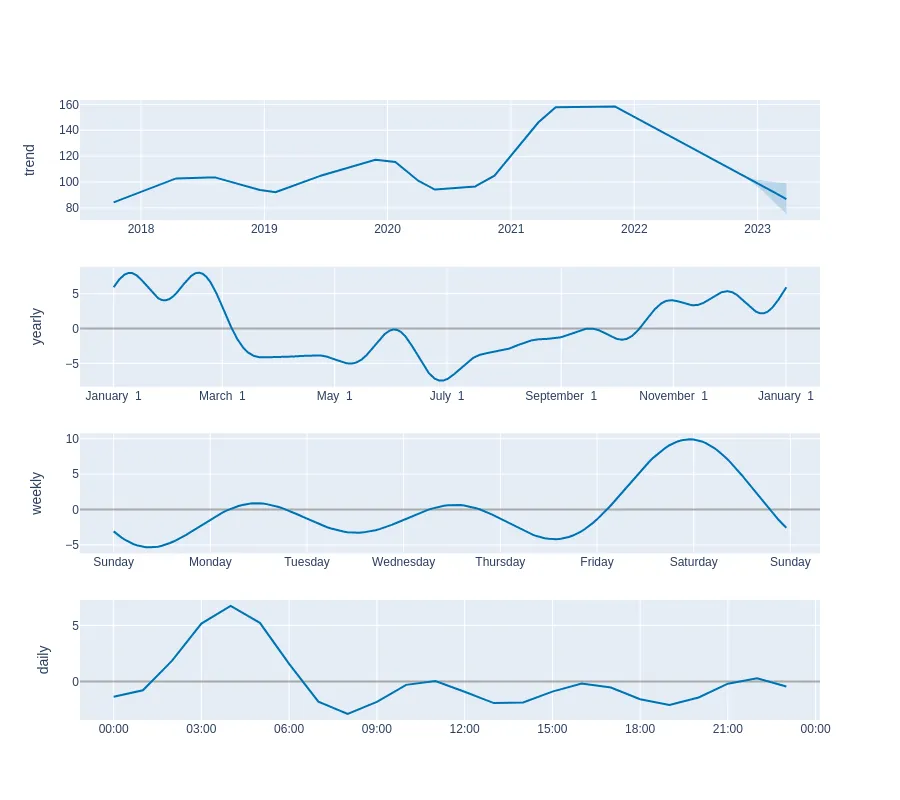 160
140
120
100
80
trend
2018 2019 2020 2021 2022 2023
5
0
−5
yearly
January 1 March 1 May 1 July 1 September 1 November 1 January 1
10
5
0
−5
weekly
Sunday Monday Tuesday Wednesday Thursday Friday Saturday Sunday
5
0
daily
00:00 03:00 06:00 09:00 12:00 15:00 18:00 21:00 00:00